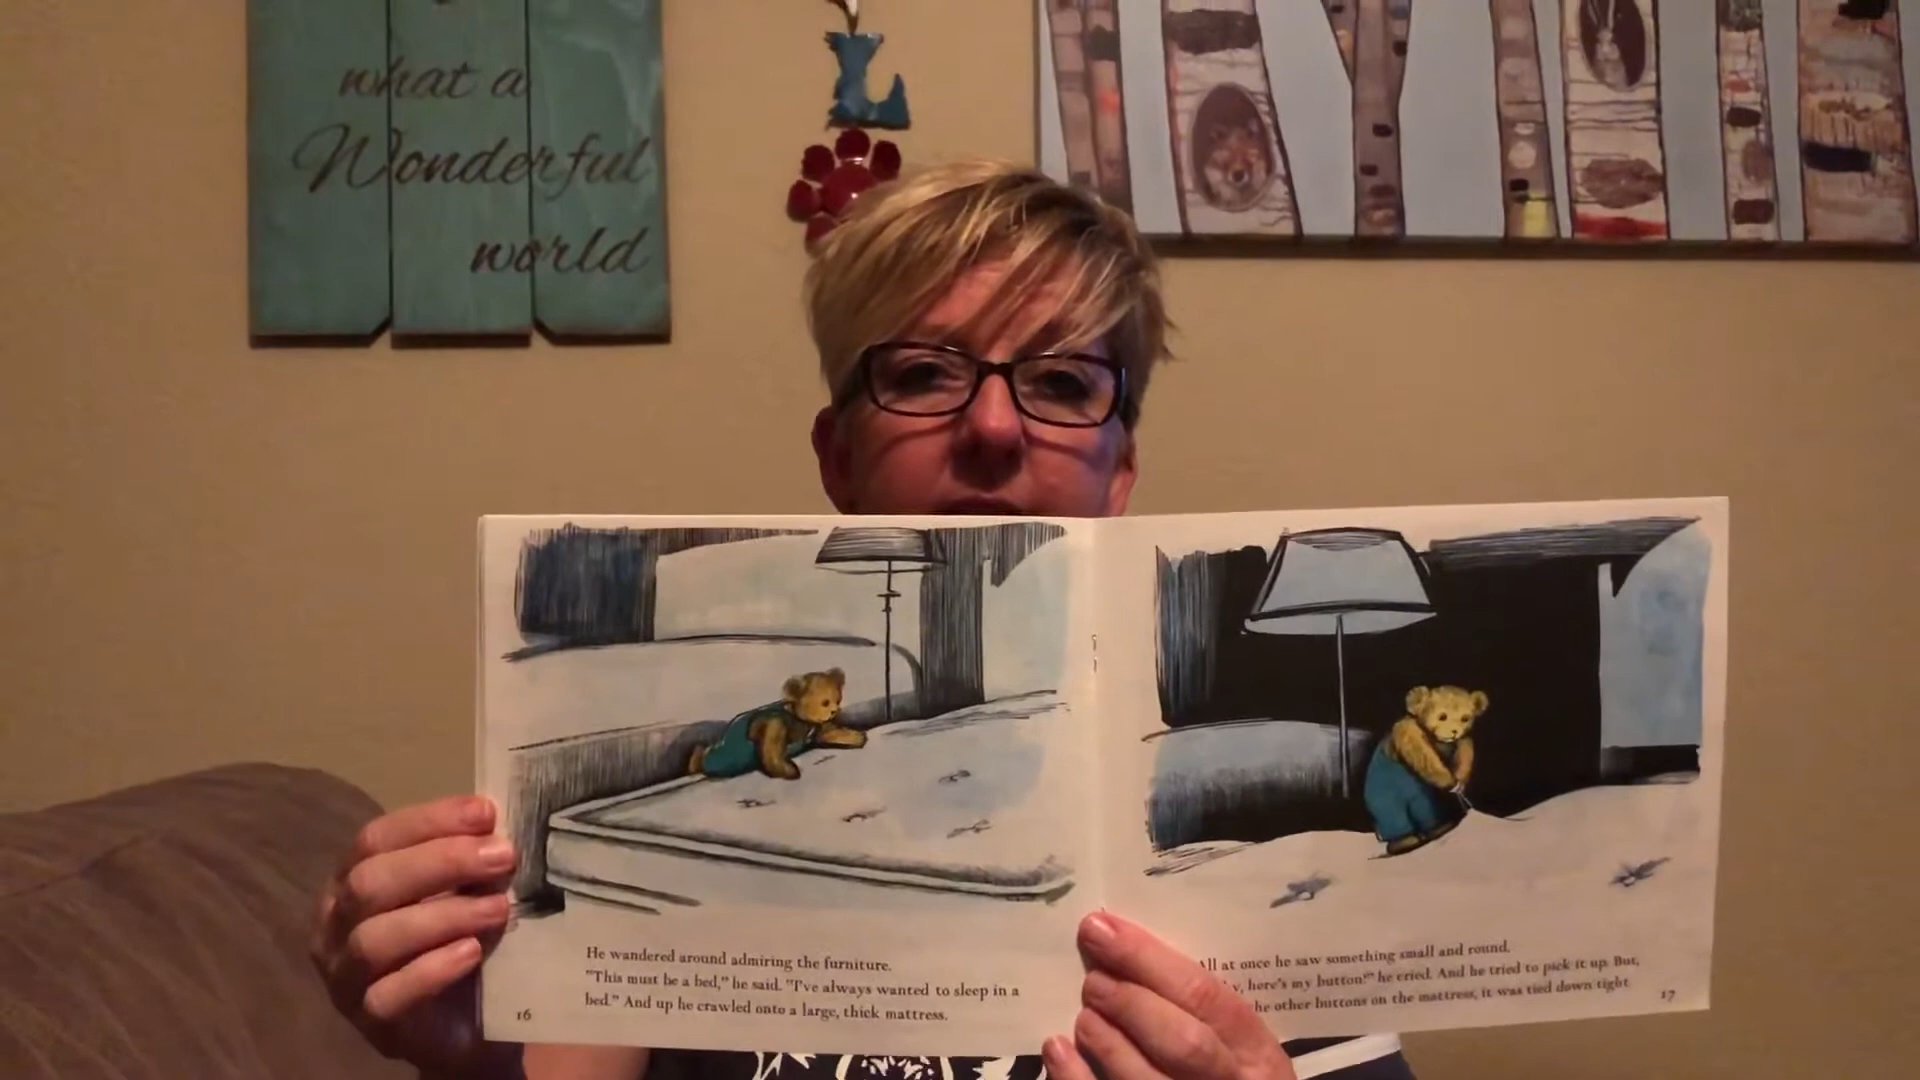 what a
Wonderful
world
L
He wandered around admiring the furniture.
"This must be a bed," he said. "I've always wanted to sleep in a
bed." And up he crawled onto a large, thick mattress.
16
All at once he saw something small and round.
here's my button!" he cried. And he tried to pick it up. But,
the other buttons on the mattress, it was tied down tight
17